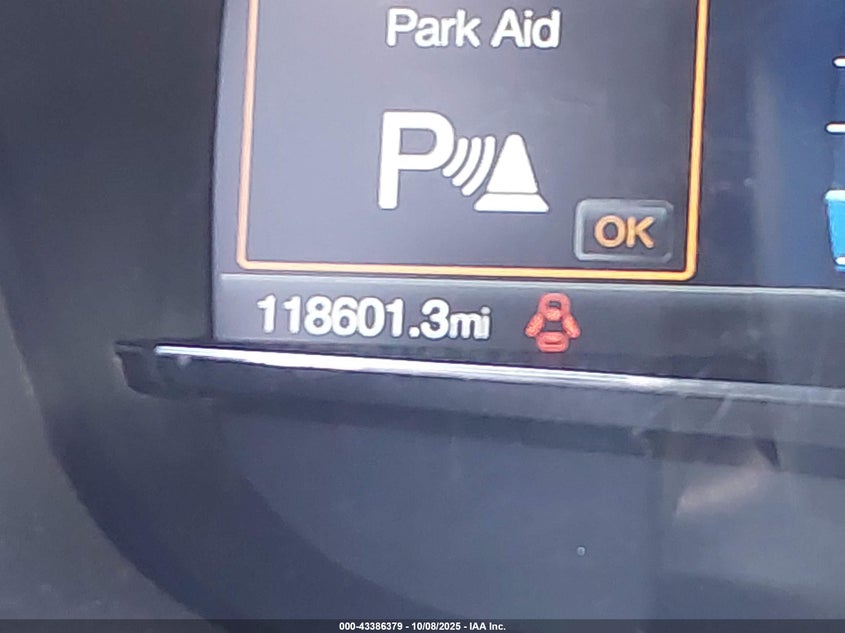 Park Aid
P
OK
118601.3mi
000-43386379 - 10/08/2025 - IAA Inc.